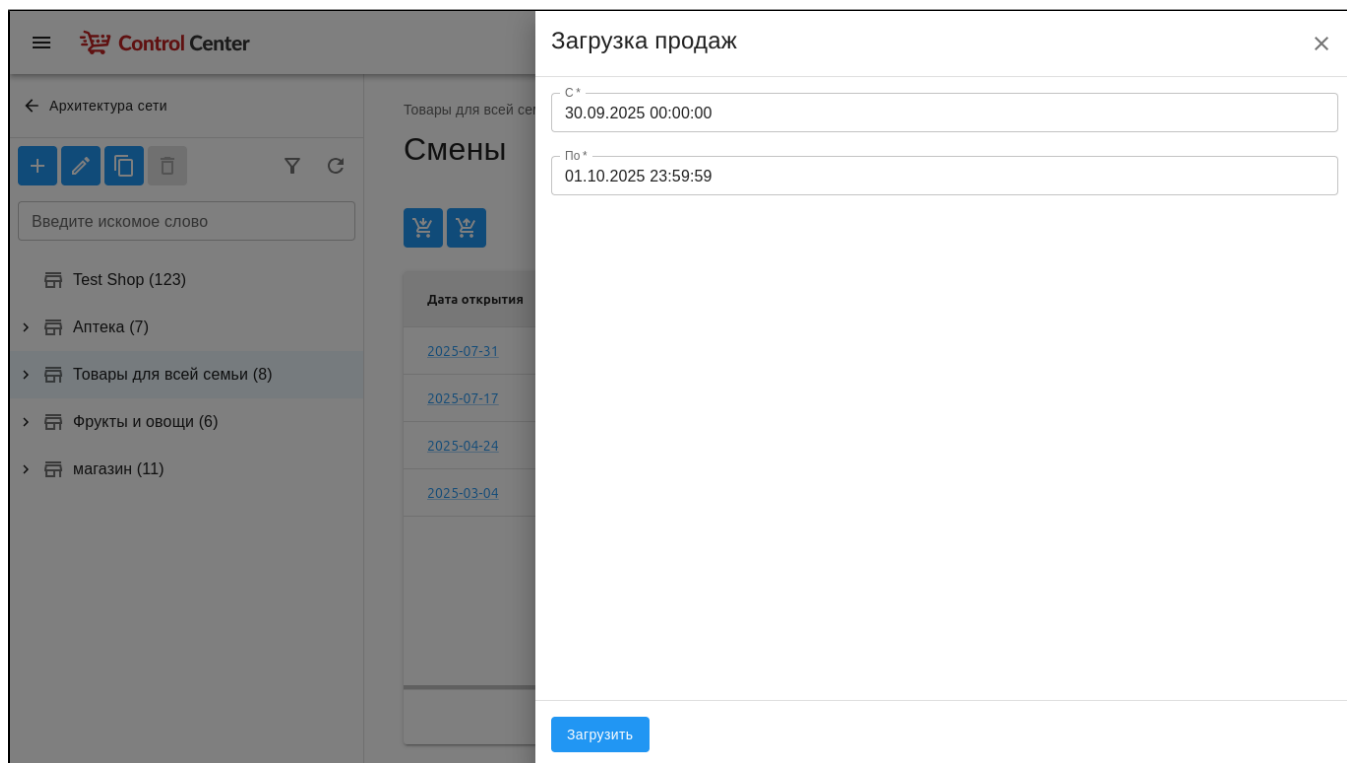 Control Center
Архитектура сети
Введите искомое слово
Test Shop (123)
Аптека (7)
Товары для всей семьи (8)
Фрукты и овощи (6)
магазин (11)
Товары для всей
Смены
Дата открытия
2025-07-31
2025-07-17
2025-04-24
2025-03-04
Загрузка продаж
С *
30.09.2025 00:00:00
По *
01.10.2025 23:59:59
Загрузить